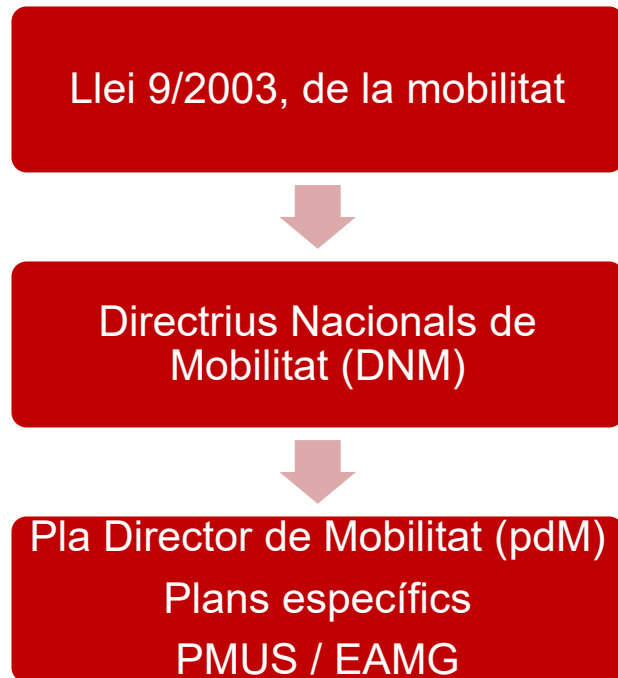 Llei 9/2003, de la mobilitat
Directrius Nacionals de
Mobilitat (DNM)
Pla Director de Mobilitat (pdM)
Plans específics
PMUS / EAMG